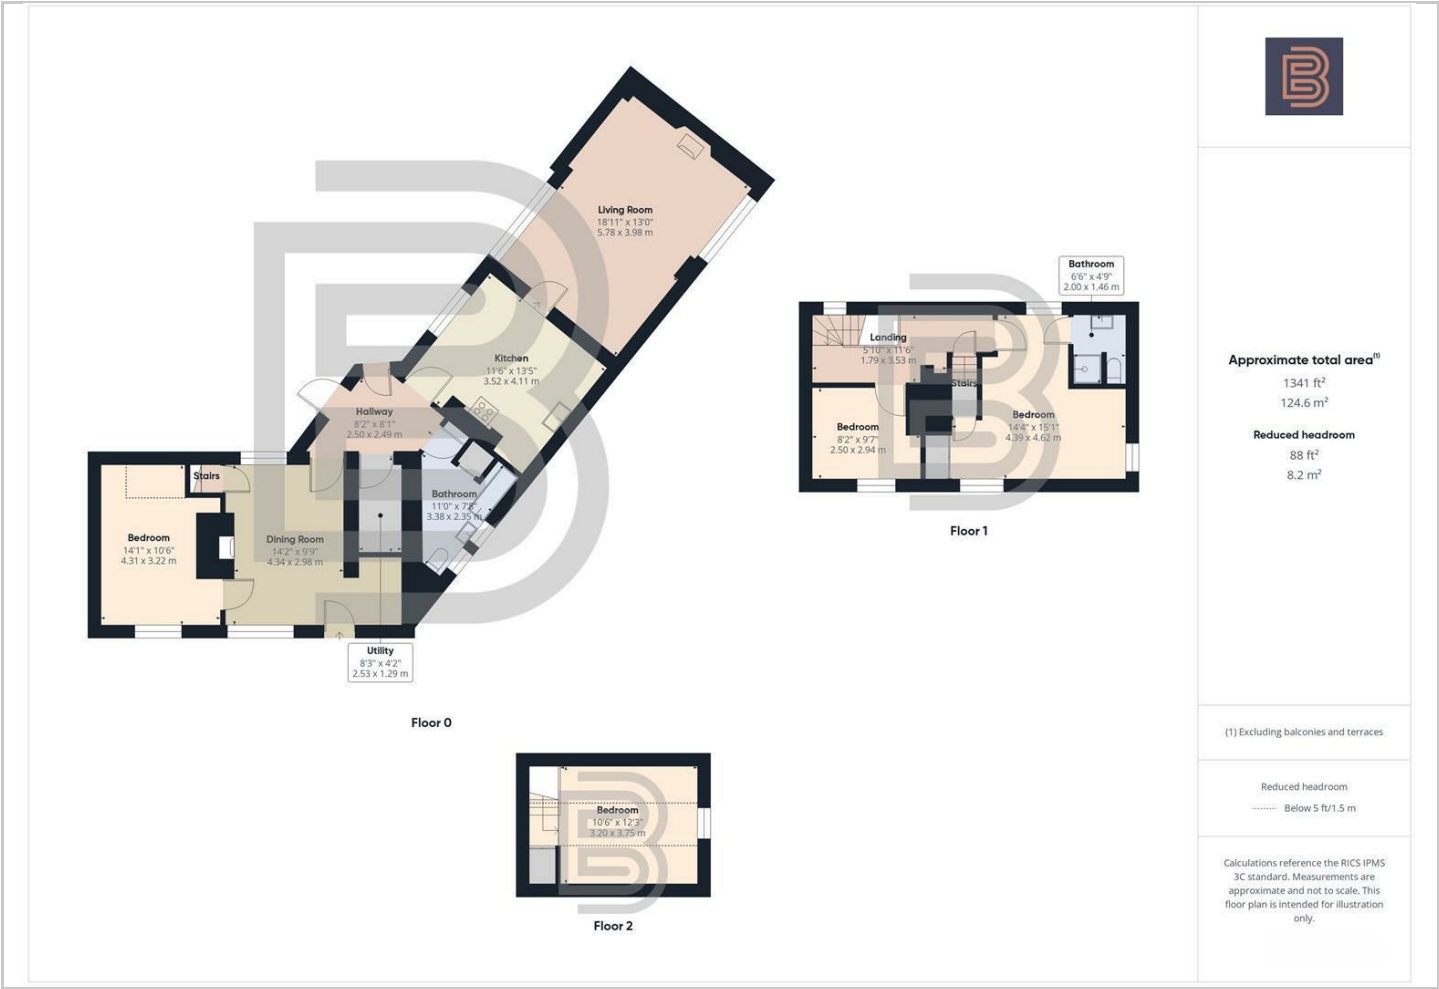 Living Room
18'11" x 13'0"
5.78 x 3.98 m
Kitchen
11'6" x 13'5"
3.52 x 4.11 m
Hallway
8'2" x 8'1"
2.50 x 2.49 m
Stairs
Bathroom
11'0" x 7'8"
3.38 x 2.35 m
Bedroom
14'1" x 10'6"
4.31 x 3.22 m
Dining Room
14'2" x 9'9"
4.34 x 2.98 m
Utility
8'3" x 4'2"
2.53 x 1.29 m
Floor 0
Bathroom
6'6" x 4'9"
2.00 x 1.46 m
Landing
5'10" x 11'6"
1.79 x 3.53 m
Stairs
Bedroom
8'2" x 9'7"
2.50 x 2.94 m
Bedroom
14'4" x 15'1"
4.39 x 4.62 m
Floor 1
Bedroom
10'6" x 12'3"
3.20 x 3.75 m
Floor 2
B
Approximate total area(1)
1341 ft²
124.6 m²
Reduced headroom
88 ft²
8.2 m²
(1) Excluding balconies and terraces
Reduced headroom
Below 5 ft/1.5 m
Calculations reference the RICS IPMS
3C standard. Measurements are
approximate and not to scale. This
floor plan is intended for illustration
only.